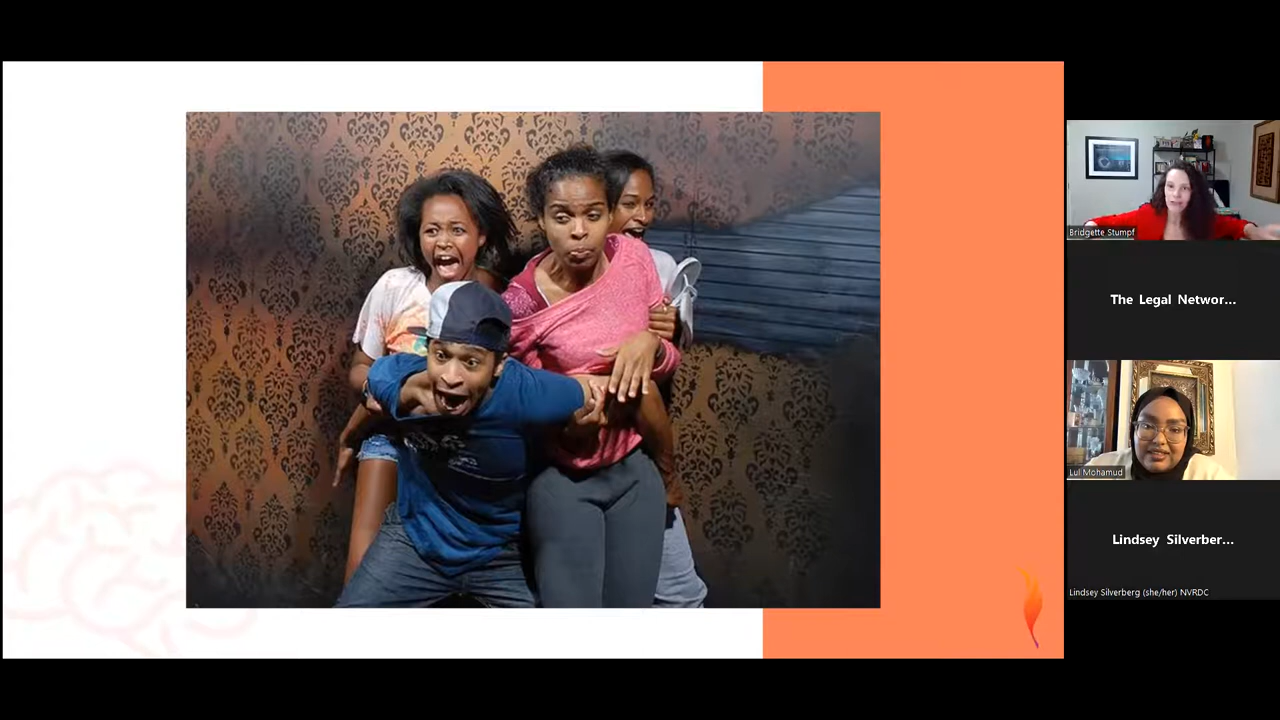 Bridgette Stumpf
The Legal Networ...
Lul Mohamud
Lindsey Silverber...
Lindsey Silverberg (she/her) NVRDC